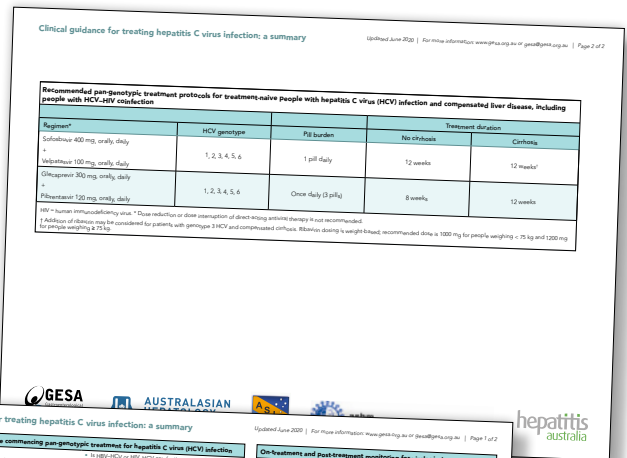 Clinical guidance for treating hepatitis C virus infection: a summary
Updated June 2020 | For more information: www.gesa.org.au or gesa@gesa.org.au | Page 2 of 2
Recommended pan-genotypic treatment protocols for treatment-naive people with hepatitis C virus (HCV) infection and compensated liver disease, including
people with HCV–HIV coinfection
Treatment duration
Regimen* HCV genotype Pill burden No cirrhosis Cirrhosis
Sofosbuvir 400 mg, orally, daily
+
Velpatasvir 100 mg, orally, daily
1, 2, 3, 4, 5, 6
1 pill daily
12 weeks
12 weeks†
Glecaprevir 300 mg, orally, daily
+
Pibrentasvir 120 mg, orally, daily
1, 2, 3, 4, 5, 6
Once daily (3 pills)
8 weeks
12 weeks
HIV = human immunodeficiency virus. * Dose reduction or dose interruption of direct-acting antiviral therapy is not recommended.
† Addition of ribavirin may be considered for patients with genotype 3 HCV and compensated cirrhosis. Ribavirin dosing is weight-based; recommended dose is 1000 mg for people weighing < 75 kg and 1200 mg
for people weighing ≥ 75 kg.
GESA
AUSTRALASIAN
HEPATOLOGY
hepatitis
australia
r treating hepatitis C virus infection: a summary
Updated June 2020 | For more information: www.gesa.org.au or gesa@gesa.org.au | Page 1 of 2
e commencing pan-genotypic treatment for hepatitis C virus (HCV) infection
On-treatment and post-treatment monitoring for